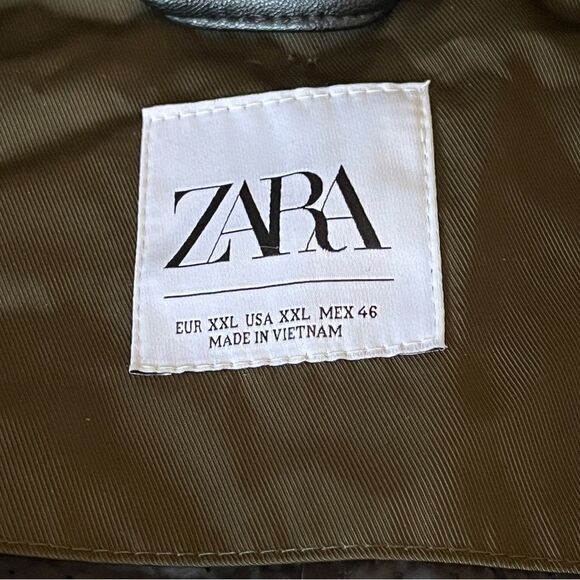 ZARA
EUR XXL USA XXL MEX 46
MADE IN VIETNAM